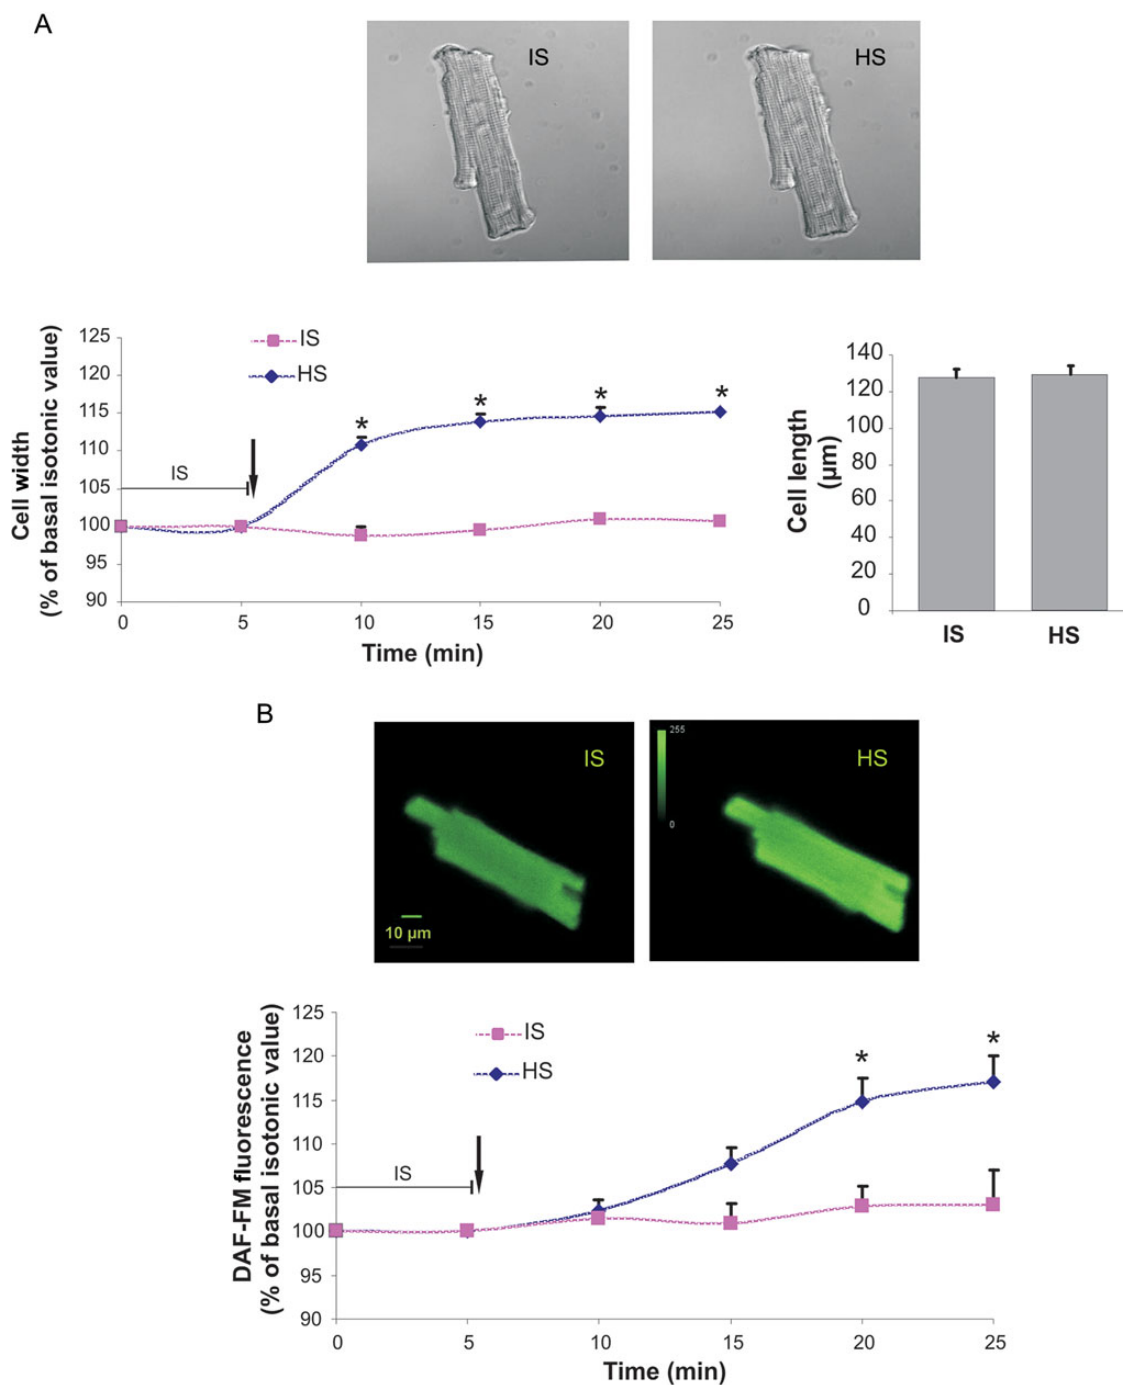 A
IS
HS
Cell width
(% of basal isotonic value)
125
120
115
110
105
100
95
90
IS
HS
*
*
*
*
IS
0
5
10
15
20
25
Time (min)
Cell length
(µm)
140
120
100
80
60
40
20
0
IS
HS
B
IS
10 µm
255
0
HS
DAF-FM fluorescence
(% of basal isotonic value)
125
120
115
110
105
100
95
90
IS
HS
*
*
IS
0
5
10
15
20
25
Time (min)